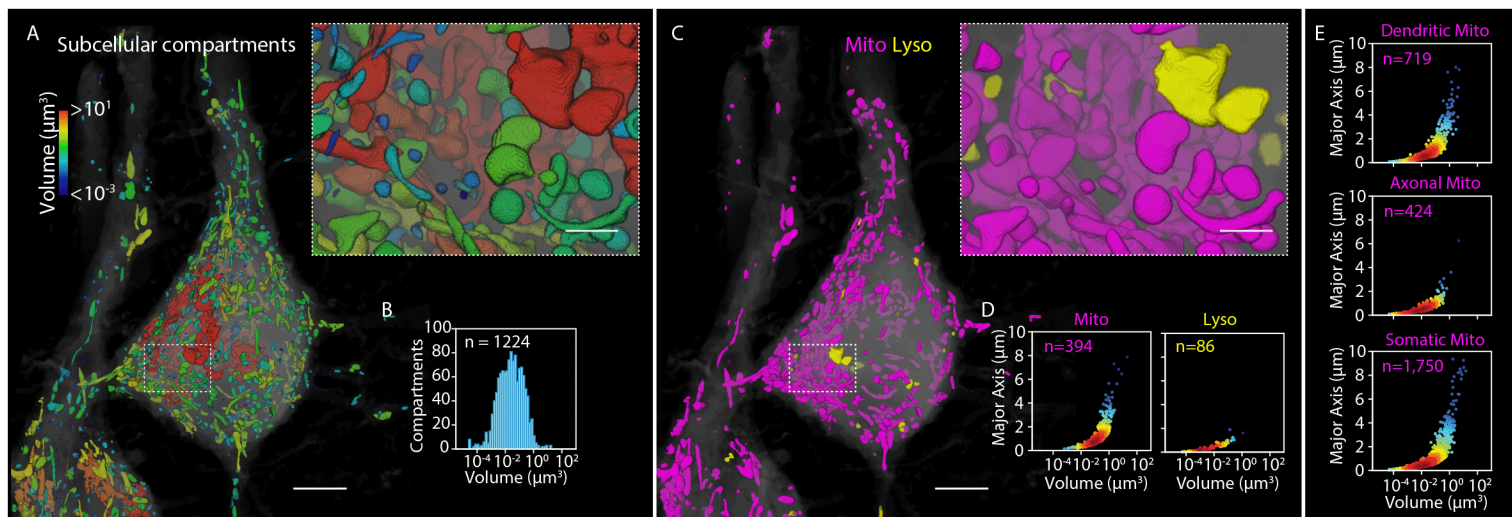 A
Subcellular compartments
Volume (µm³)
>10¹
<10⁻³
B
n = 1224
Compartments
100
80
60
40
20
0
10⁻⁴ 10⁻² 10⁰ 10²
Volume (µm³)
C
Mito Lyso
D
Mito
n=394
Major Axis (µm)
10
8
6
4
2
0
10⁻⁴ 10⁻² 10⁰ 10²
Volume (µm³)
Lyso
n=86
10⁻⁴ 10⁻² 10⁰ 10²
Volume (µm³)
E
Dendritic Mito
n=719
Major Axis (µm)
10
8
6
4
2
0
Axonal Mito
n=424
Major Axis (µm)
10
8
6
4
2
0
Somatic Mito
n=1,750
Major Axis (µm)
10
8
6
4
2
0
10⁻⁴ 10⁻² 10⁰ 10²
Volume (µm³)